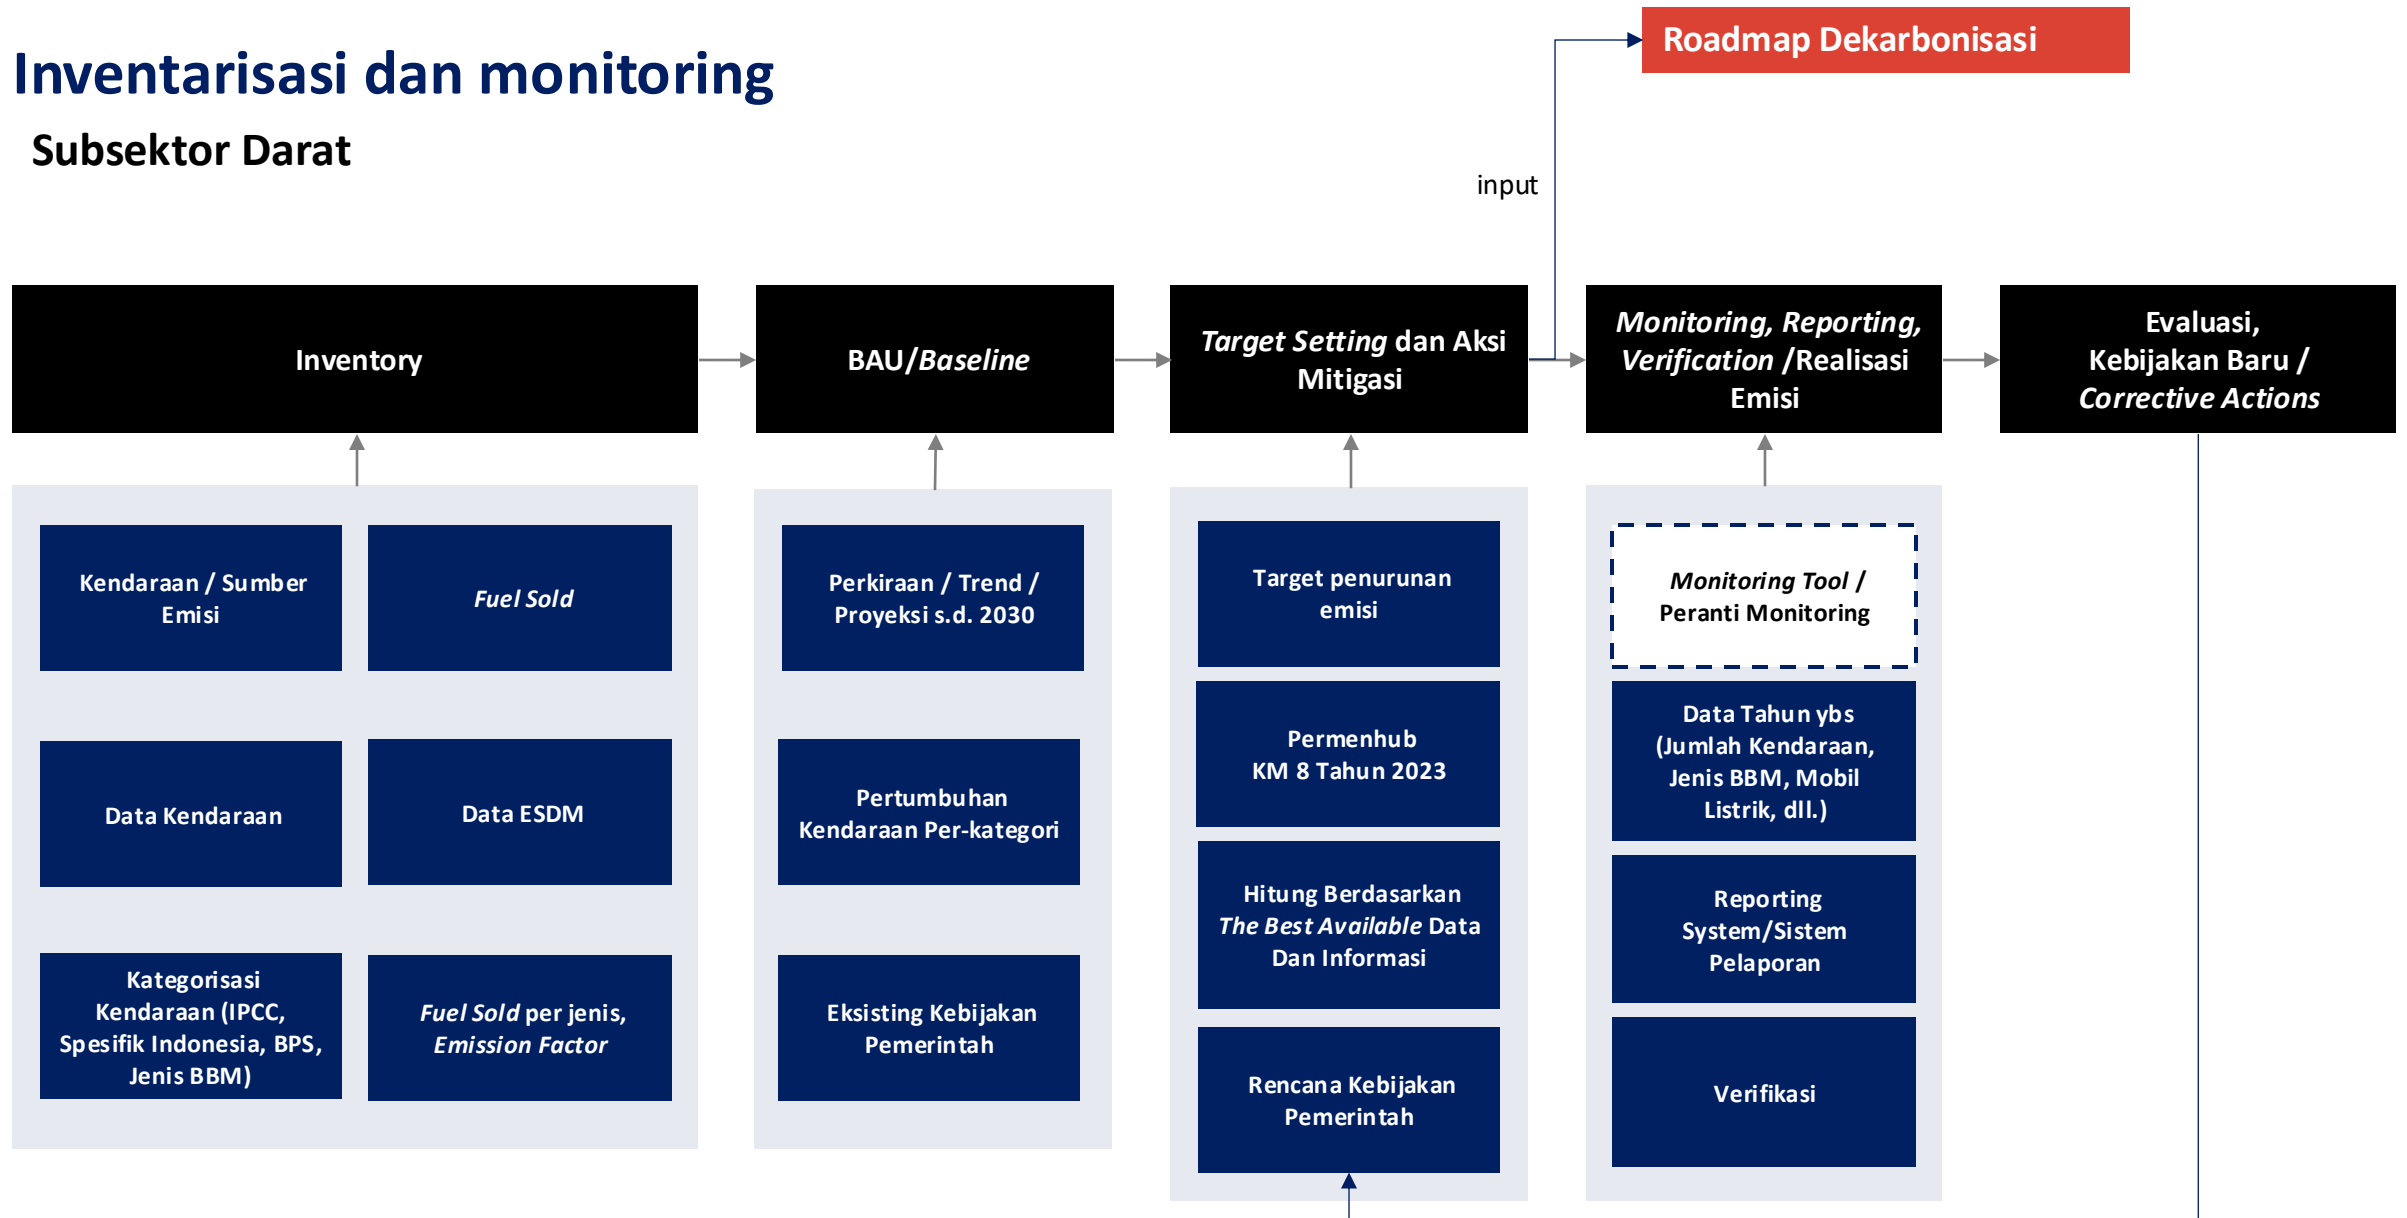 Roadmap Dekarbonisasi
Inventarisasi dan monitoring
Subsektor Darat
input
Inventory
BAU/Baseline
Target Setting dan Aksi
Mitigasi
Monitoring, Reporting,
Verification /Realisasi
Emisi
Evaluasi,
Kebijakan Baru /
Corrective Actions
Kendaraan / Sumber
Emisi
Fuel Sold
Data Kendaraan
Data ESDM
Kategorisasi
Kendaraan (IPCC,
Spesifik Indonesia, BPS,
Jenis BBM)
Fuel Sold per jenis,
Emission Factor
Perkiraan / Trend /
Proyeksi s.d. 2030
Pertumbuhan
Kendaraan Per-kategori
Eksisting Kebijakan
Pemerintah
Target penurunan
emisi
Permenhub
KM 8 Tahun 2023
Hitung Berdasarkan
The Best Available Data
Dan Informasi
Rencana Kebijakan
Pemerintah
Monitoring Tool /
Peranti Monitoring
Data Tahun ybs
(Jumlah Kendaraan,
Jenis BBM, Mobil
Listrik, dll.)
Reporting
System/Sistem
Pelaporan
Verifikasi